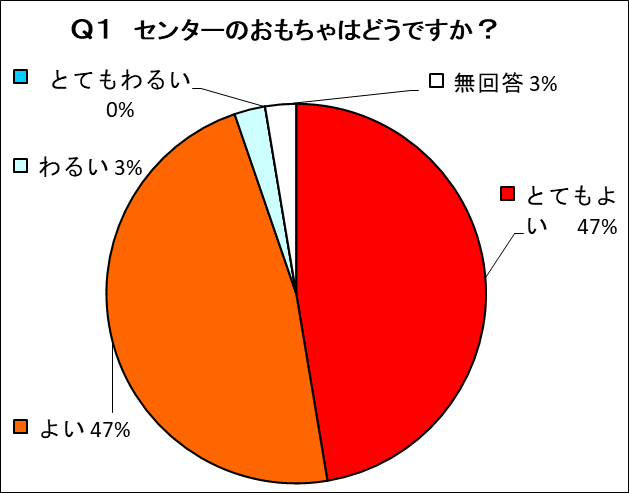 Q1 センターのおもちゃはどうですか？
とてもわるい
0%
無回答 3%
わるい 3%
とてもよ
い 47%
よい 47%